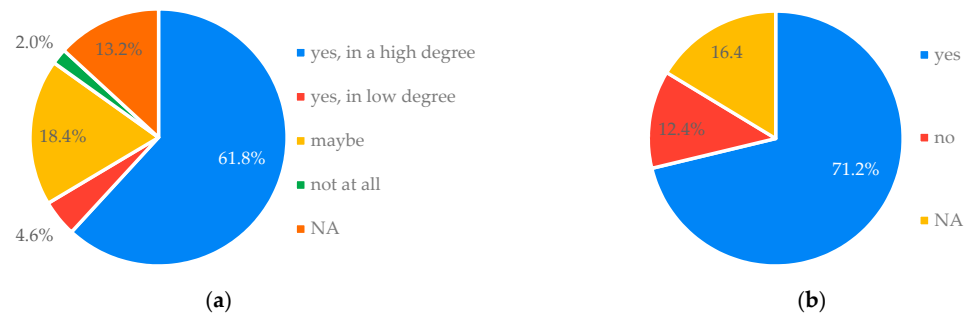 2.0%
13.2%
18.4%
61.8%
4.6%
yes, in a high degree
yes, in low degree
maybe
not at all
NA
(a)
16.4
12.4%
71.2%
yes
no
NA
(b)